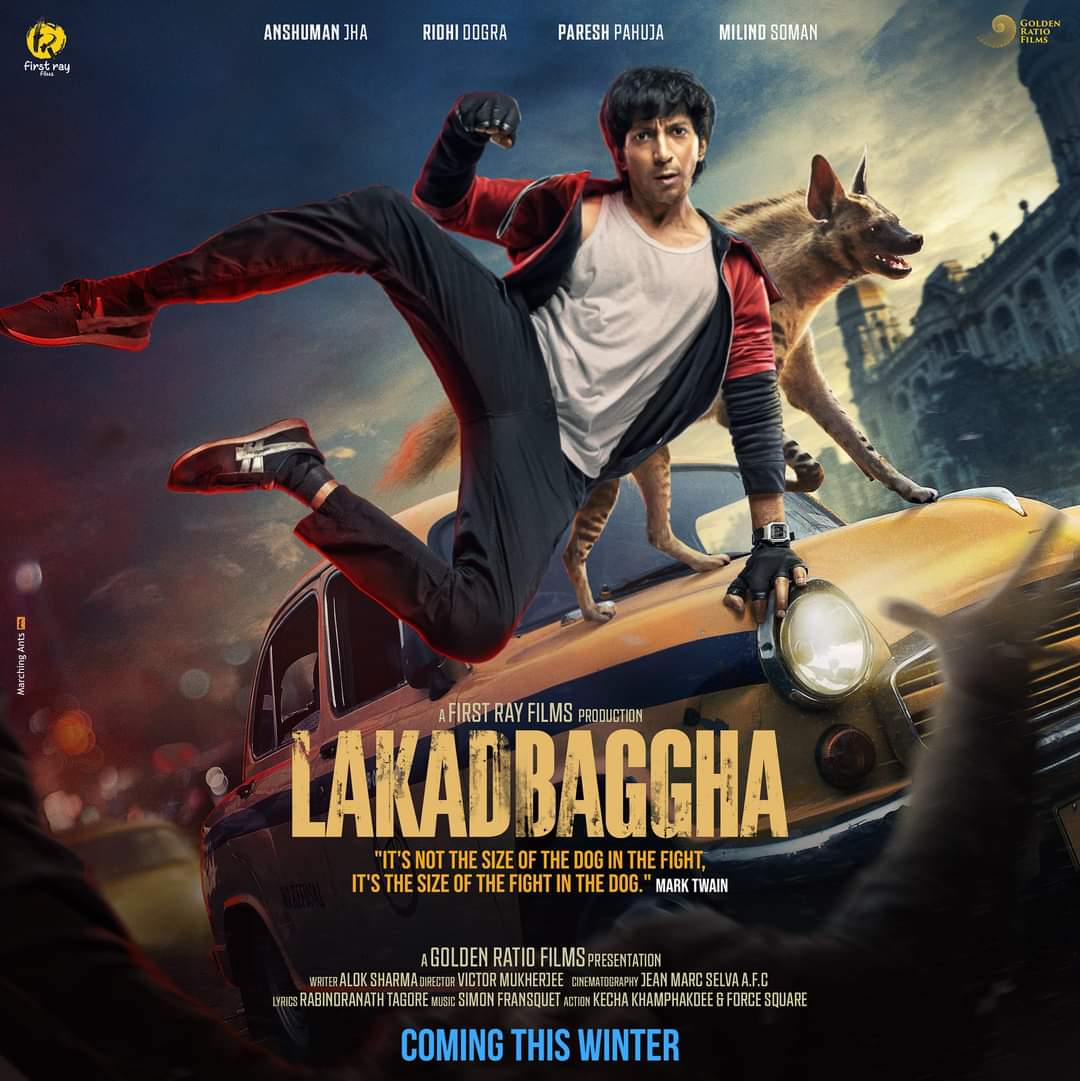 first ray
films
ANSHUMAN JHA RIDHI DOGRA PARESH PAHUJA MILIND SOMAN
GOLDEN
RATIO
FILMS
Marching Ants
A FIRST RAY FILMS PRODUCTION
LAKADBAGGHA
"IT'S NOT THE SIZE OF THE DOG IN THE FIGHT,
IT'S THE SIZE OF THE FIGHT IN THE DOG." MARK TWAIN
NO REFUSAL
A GOLDEN RATIO FILMS PRESENTATION
WRITER ALOK SHARMA DIRECTOR VICTOR MUKHERJEE CINEMATOGRAPHY JEAN MARC SELVA A.F.C
LYRICS RABINDRANATH TAGORE MUSIC SIMON FRANSQUET ACTION KECHA KHAMPHAKDEE & FORCE SQUARE
COMING THIS WINTER